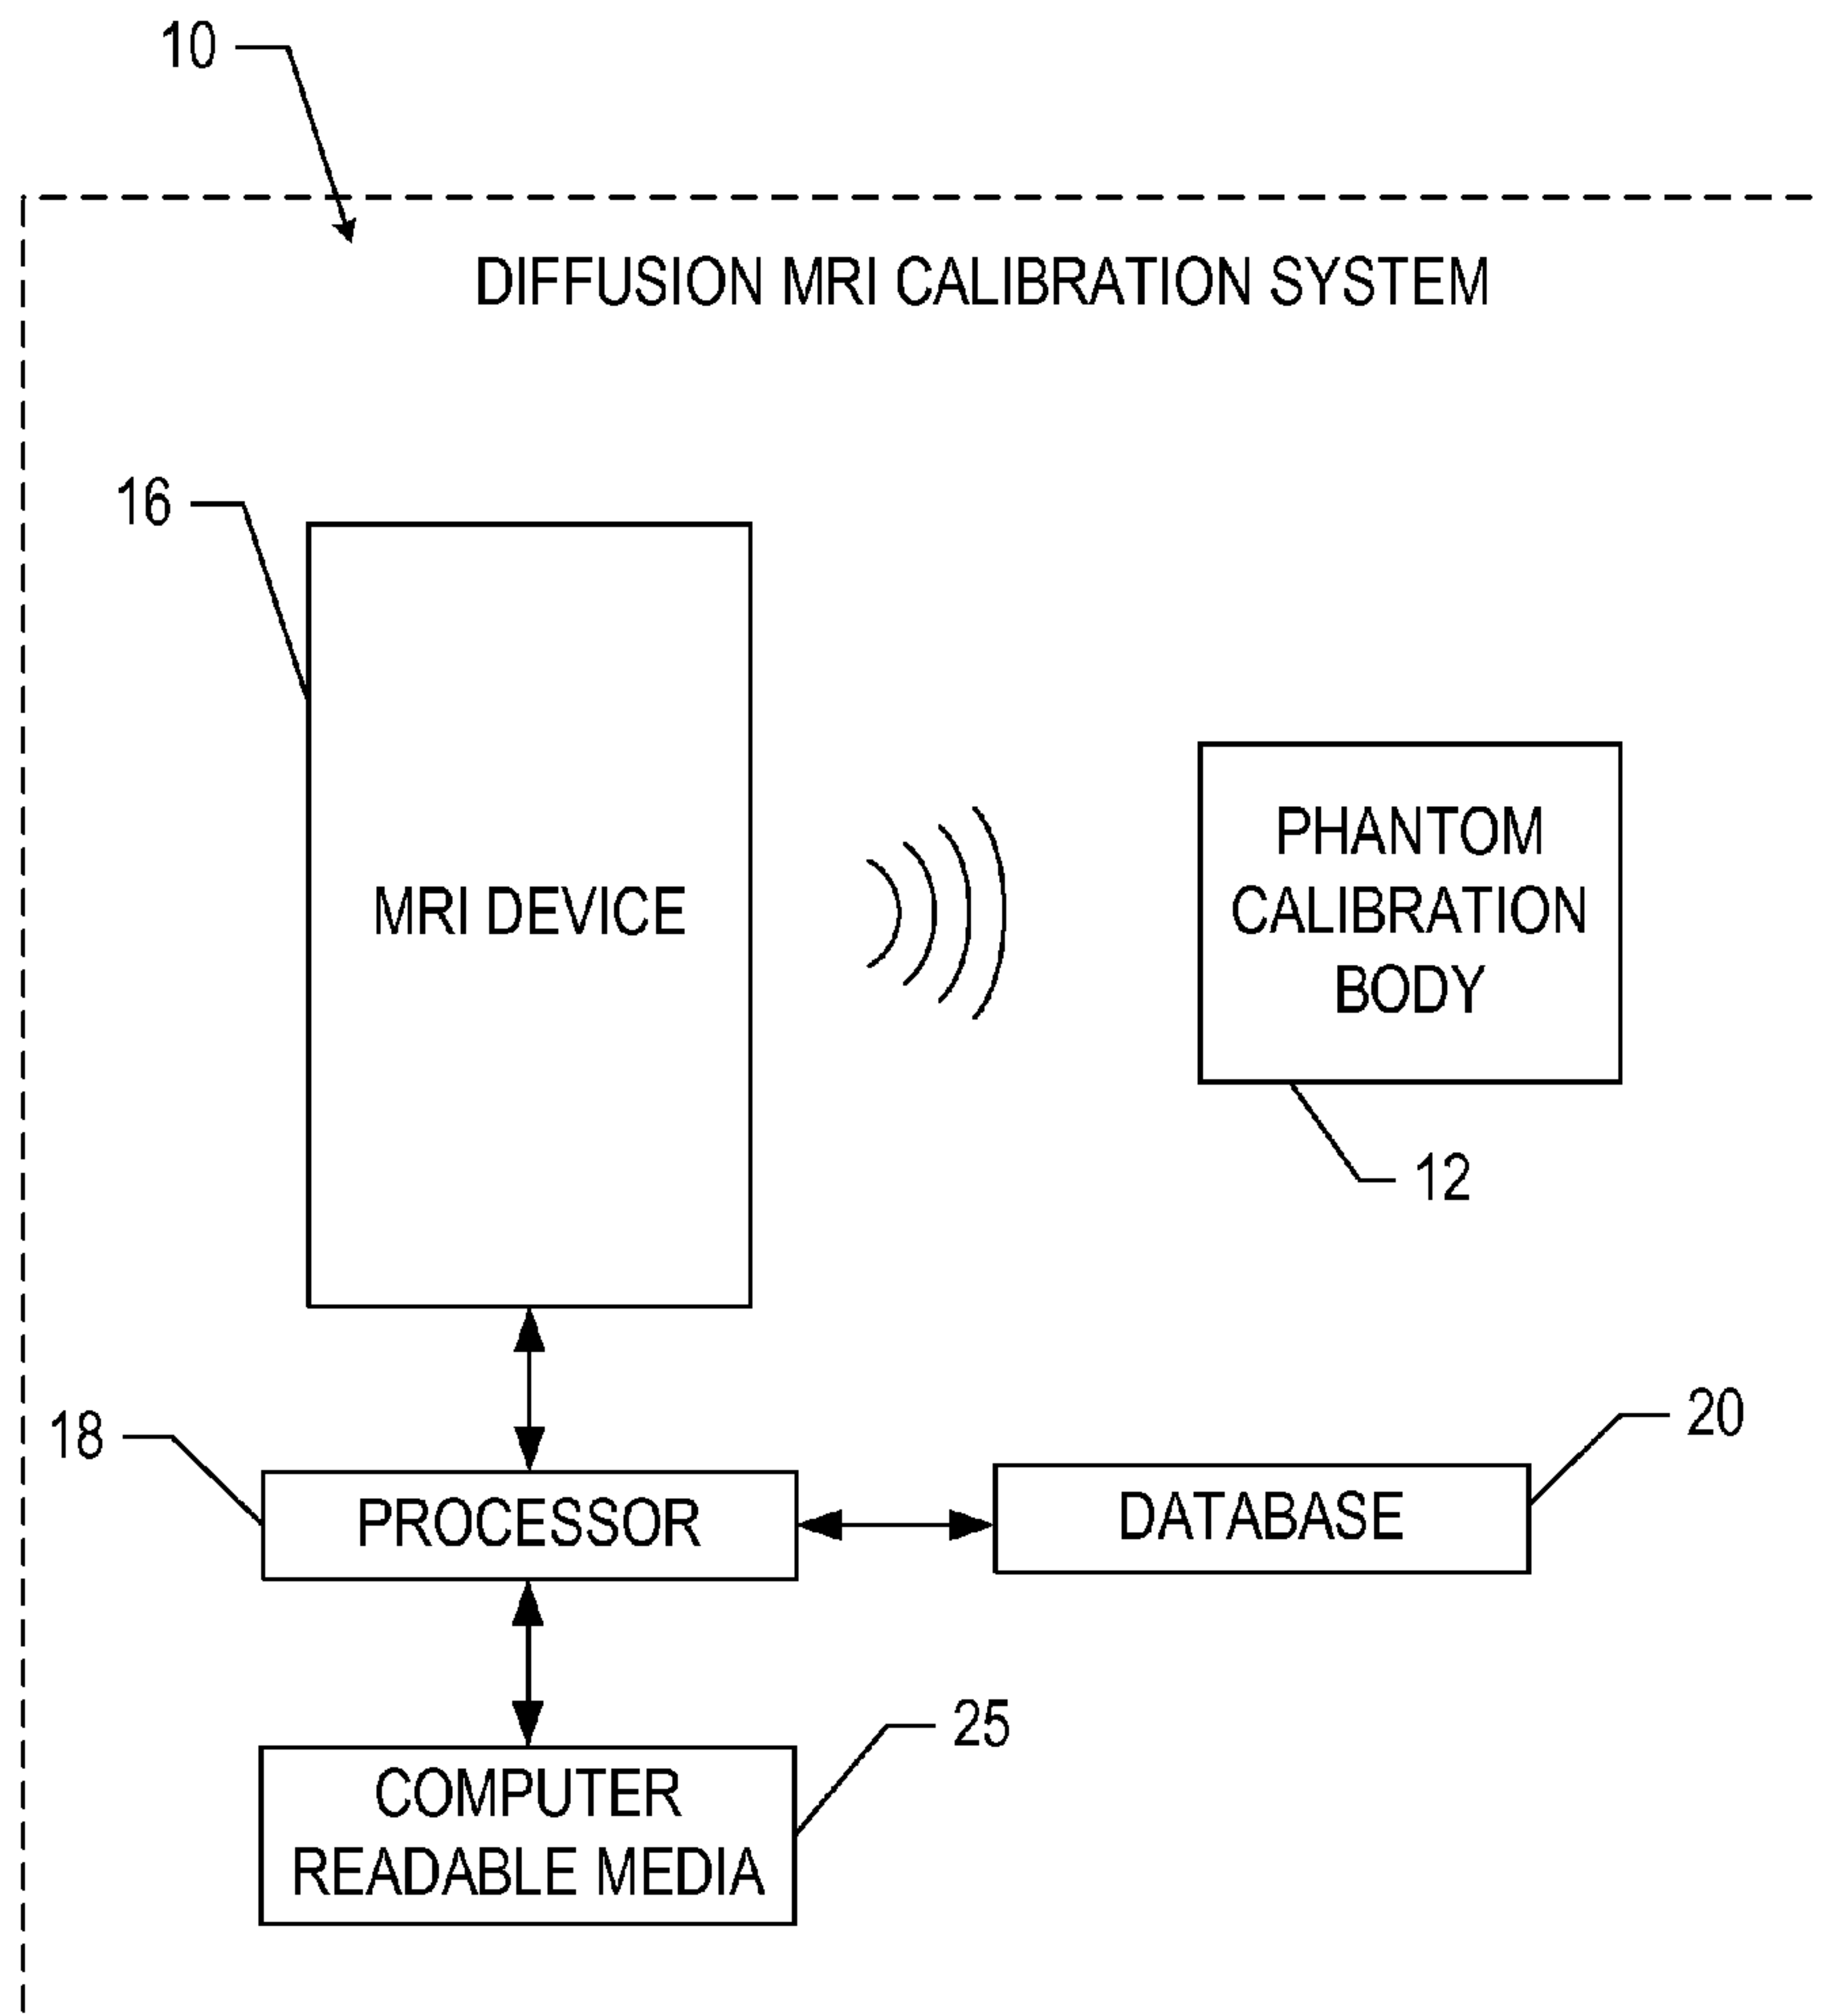 10
DIFFUSION MRI CALIBRATION SYSTEM
16
MRI DEVICE
PHANTOM
CALIBRATION
BODY
12
18
PROCESSOR
DATABASE
20
25
COMPUTER
READABLE MEDIA